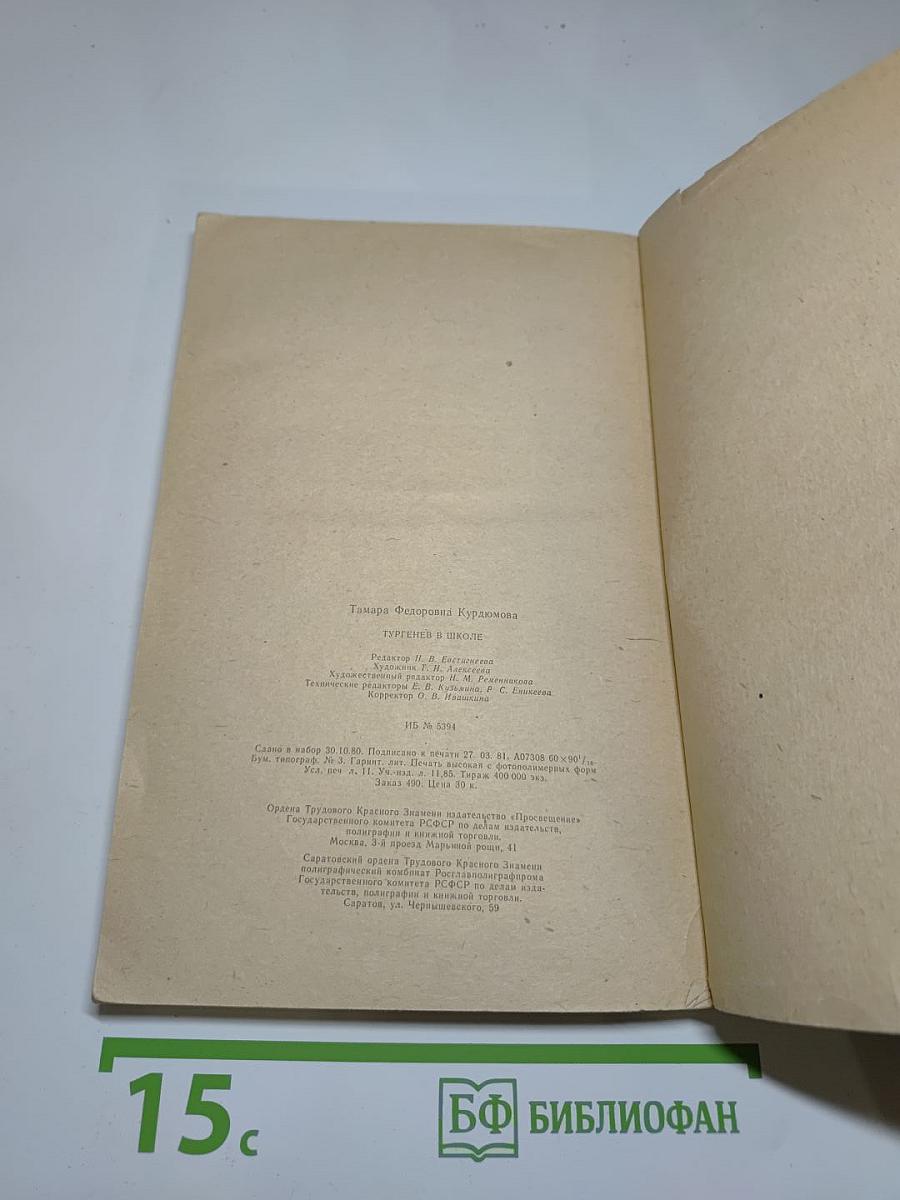 Тамара Федоровна Курдюмова
ТУРГЕНЕВ В ШКОЛЕ
Редактор Н. В. Евстигнеева
Художник Т. Н. Алексеева
Художественный редактор Н. М. Ременникова
Технические редакторы Е. В. Кузьмина, Р. С. Еникеева
Корректор О. В. Ивашкина
ИБ № 5394
Сдано в набор 30.10.80. Подписано к печати 27. 03. 81, А07308 60×90¹/₁₆.
Бум. типограф. № 3. Гарнит. лит. Печать высокая с фотополимерных форм
Усл. печ л. 11. Уч.-изд. л. 11,85. Тираж 400 000 экз.
Заказ 490. Цена 30 к.
Ордена Трудового Красного Знамени издательство «Просвещение»
Государственного комитета РСФСР по делам издательств,
полиграфии и книжной торговли.
Москва, 3-й проезд Марьиной рощи, 41
Саратовский ордена Трудового Красного Знамени
полиграфический комбинат Росглавполиграфпрома
Государственного комитета РСФСР по делам изда-
тельств, полиграфии и книжной торговли.
Саратов, ул. Чернышевского, 59
15 с
БФ БИБЛИОФАН